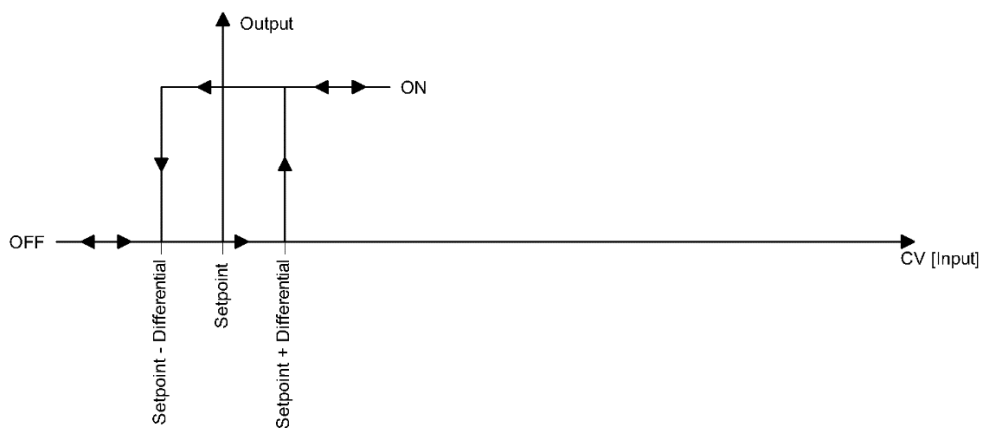 Output
ON
OFF
CV [Input]
Setpoint - Differential
Setpoint
Setpoint + Differential